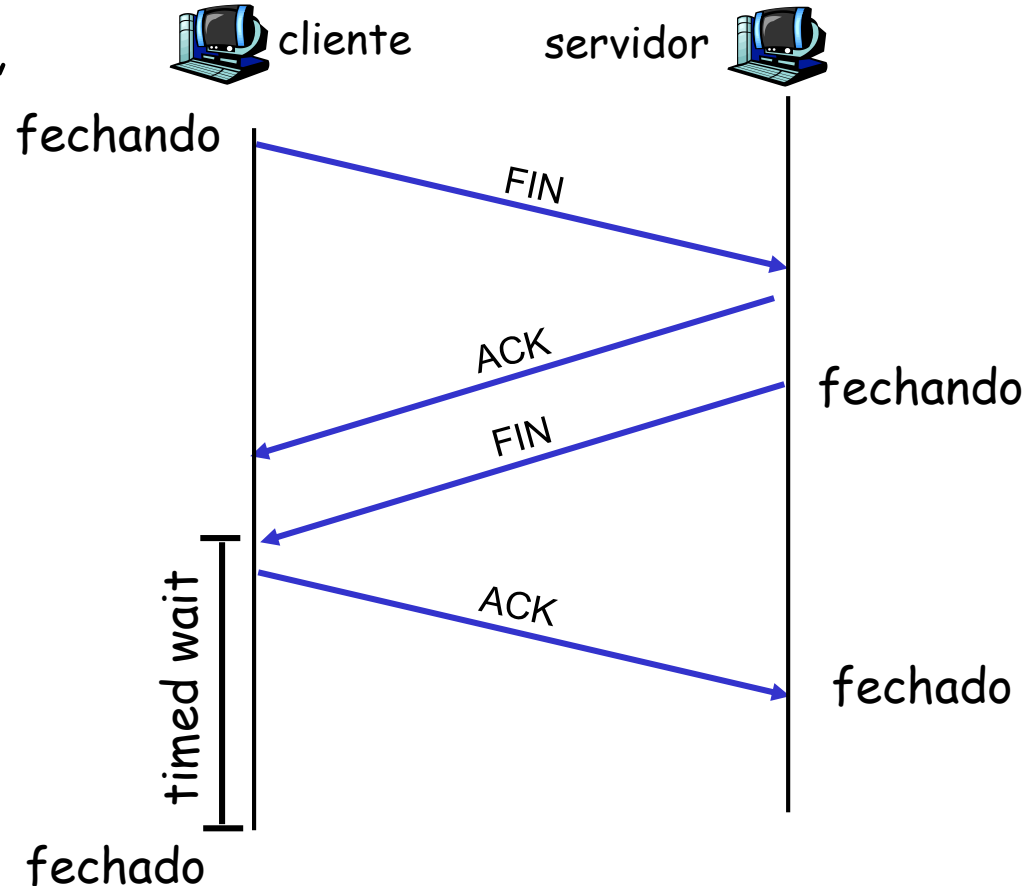 cliente
servidor
fechando
FIN
ACK
fechando
FIN
timed wait
ACK
fechado
fechado